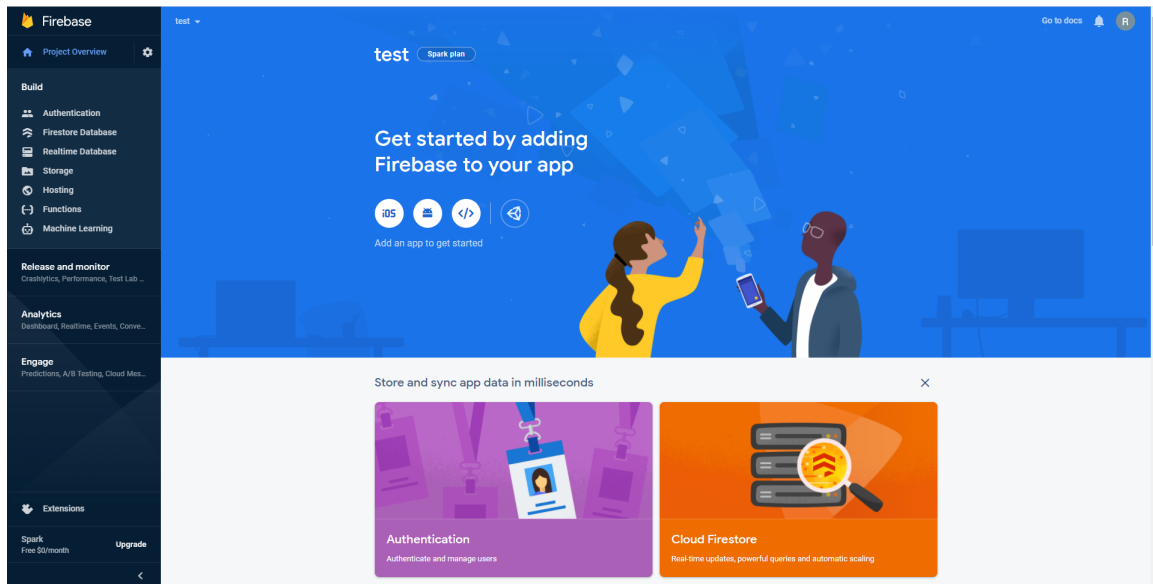 Firebase
Project Overview
Build
Authentication
Firestore Database
Realtime Database
Storage
Hosting
Functions
Machine Learning
Release and monitor
Crashlytics, Performance, Test Lab ...
Analytics
Dashboard, Realtime, Events, Conve...
Engage
Predictions, A/B Testing, Cloud Mes...
Extensions
Spark
Free $0/month
Upgrade
test
Go to docs
R
test
Spark plan
Get started by adding
Firebase to your app
iOS
Add an app to get started
Store and sync app data in milliseconds
Authentication
Authenticate and manage users
Cloud Firestore
Real-time updates, powerful queries and automatic scaling